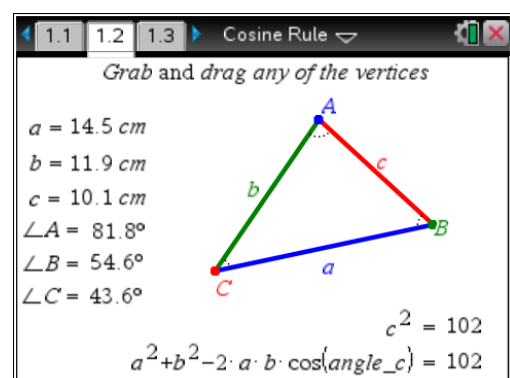 1.1 1.2 1.3 Cosine Rule
Grab and drag any of the vertices
a = 14.5 cm
b = 11.9 cm
c = 10.1 cm
∠A = 81.8°
∠B = 54.6°
∠C = 43.6°
A
c
b
B
a
C
c² = 102
a²+b²−2· a· b· cos(angle_c) = 102